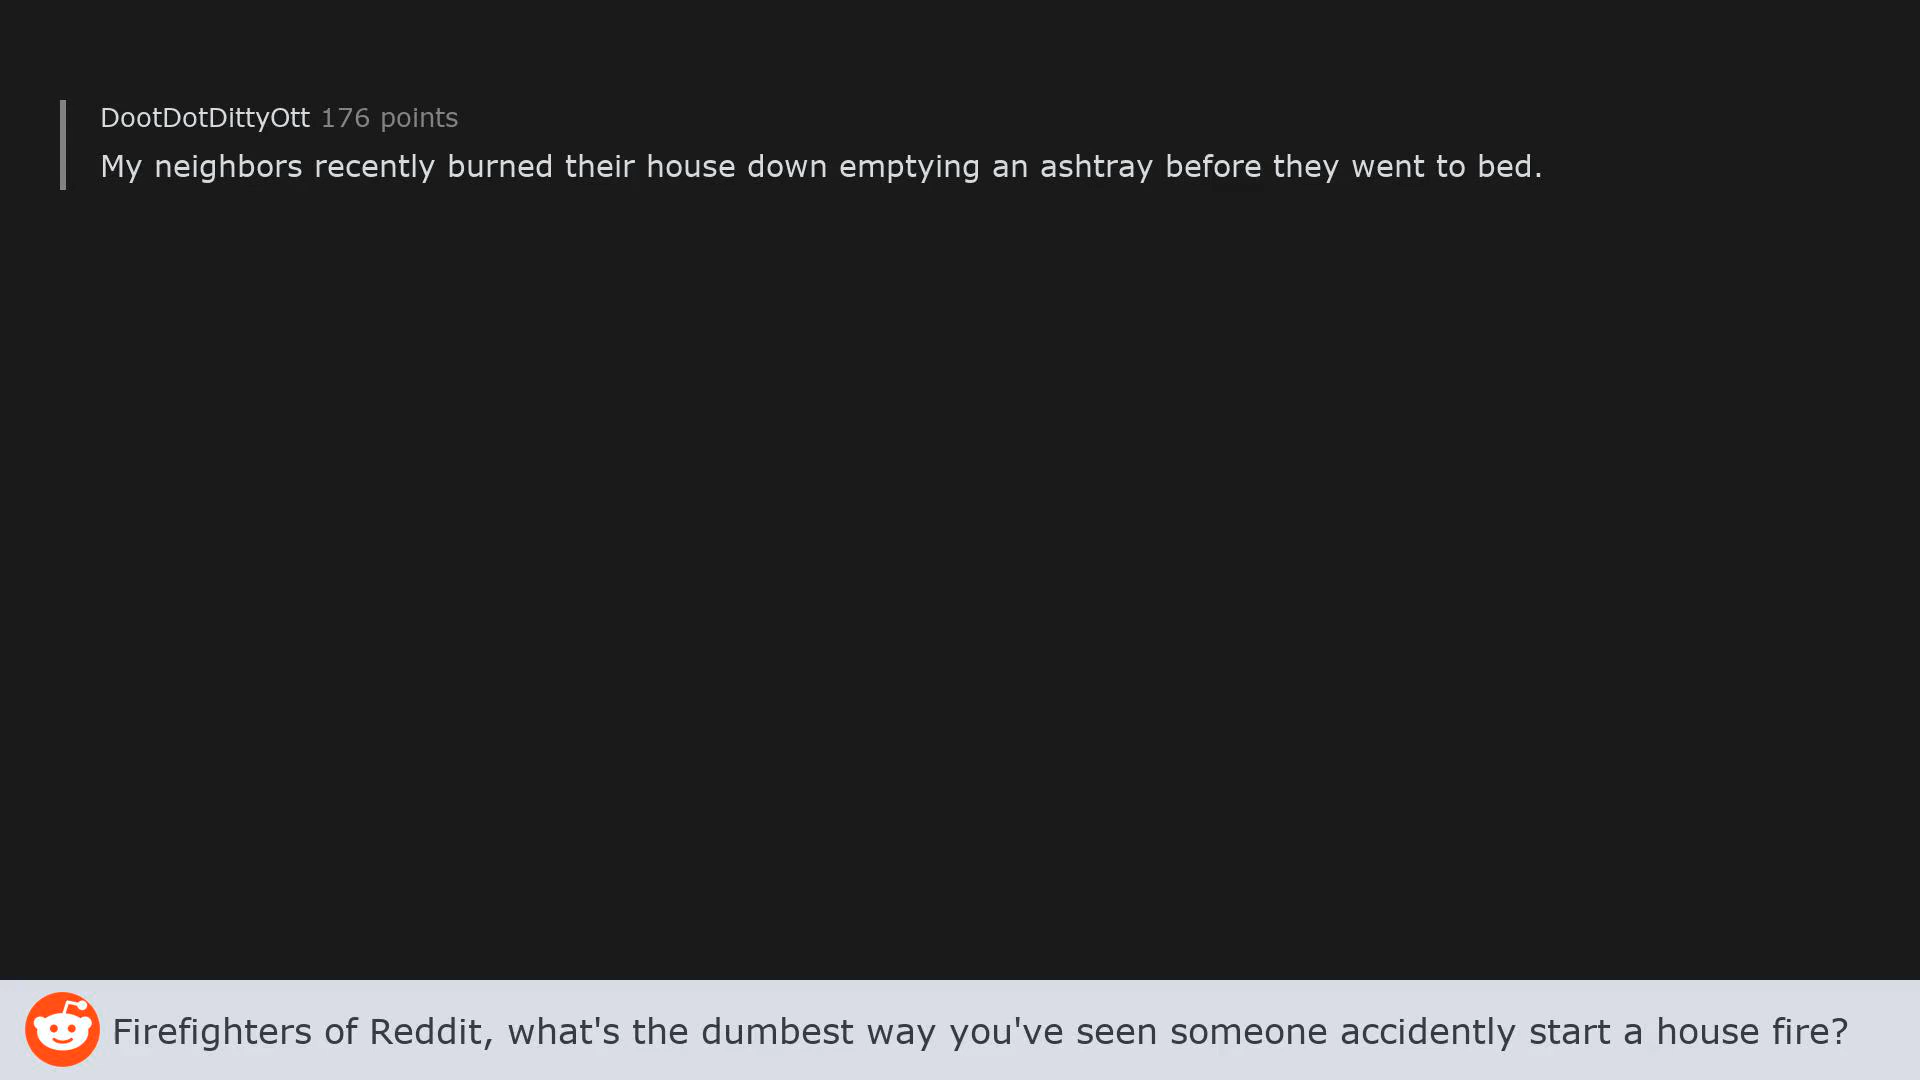 DootDotDittyOtt 176 points
My neighbors recently burned their house down emptying an ashtray before they went to bed.
Firefighters of Reddit, what's the dumbest way you've seen someone accidently start a house fire?